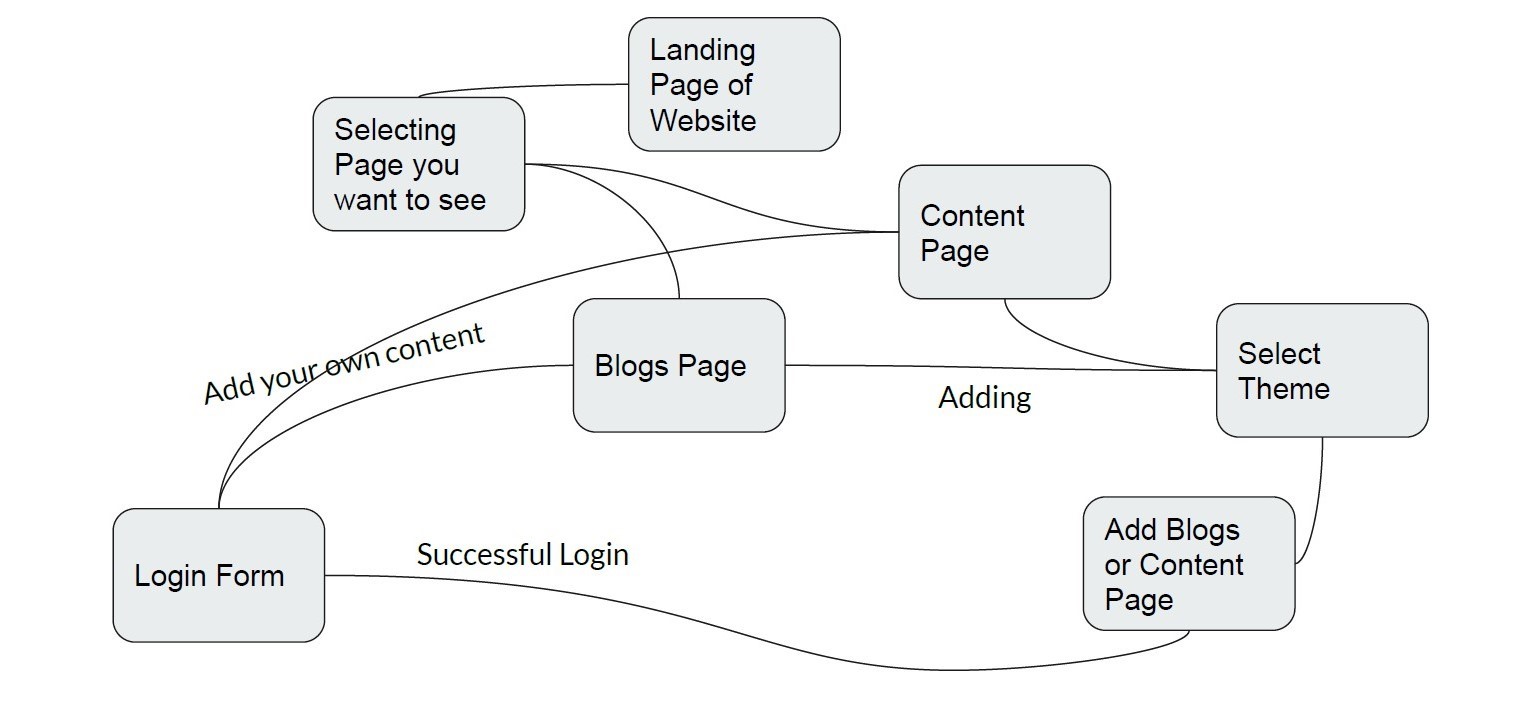 Landing
Page of
Website
Selecting
Page you
want to see
Content
Page
Add your own content
Blogs Page
Adding
Select
Theme
Login Form
Successful Login
Add Blogs
or Content
Page